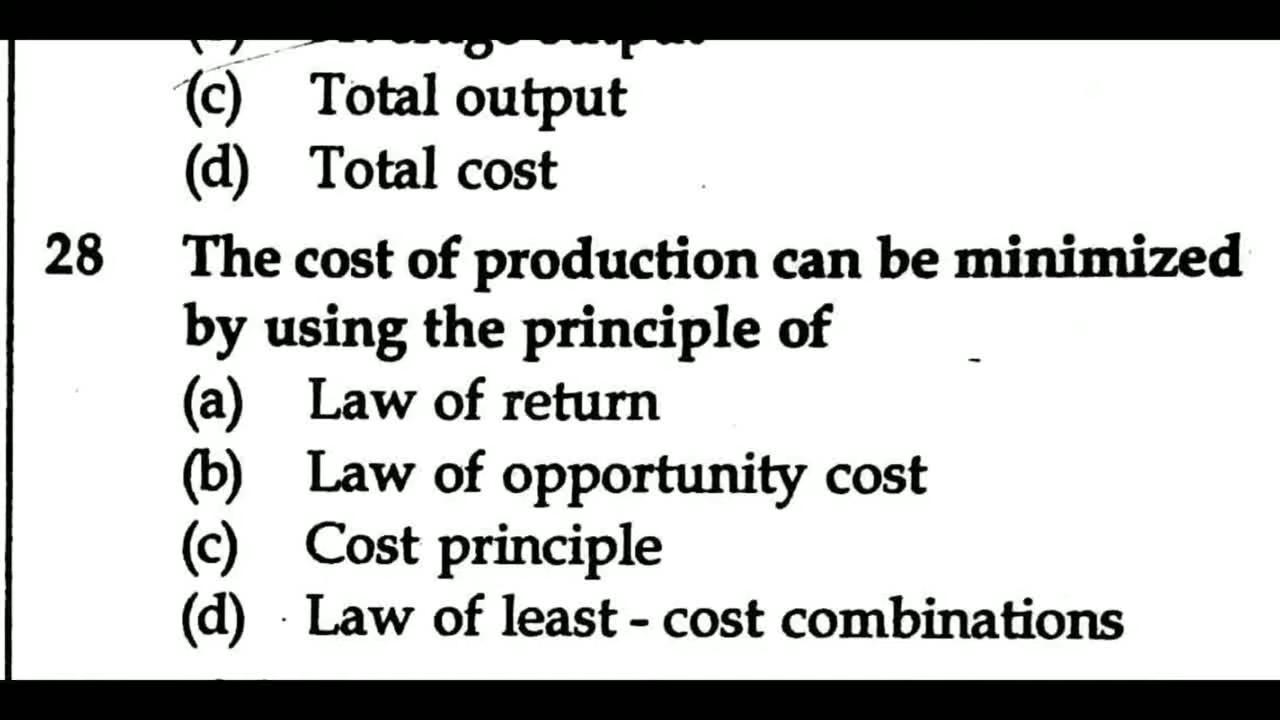 (c) Total output
(d) Total cost
28 The cost of production can be minimized
by using the principle of
(a) Law of return
(b) Law of opportunity cost
(c) Cost principle
(d) Law of least - cost combinations